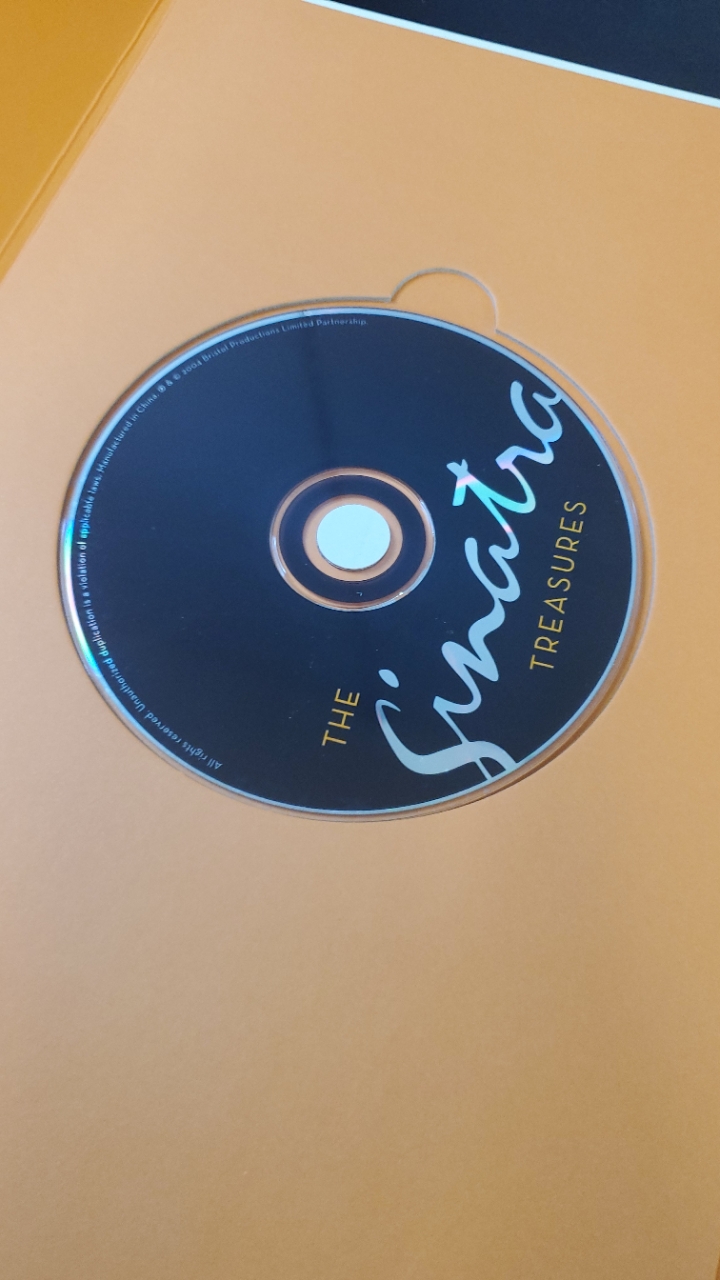 THE
Sinatra
TREASURES
All rights reserved. Unauthorized duplication is a violation of applicable laws. Manufactured in China. ℗ & © 2004 Bristol Productions Limited Partnership.